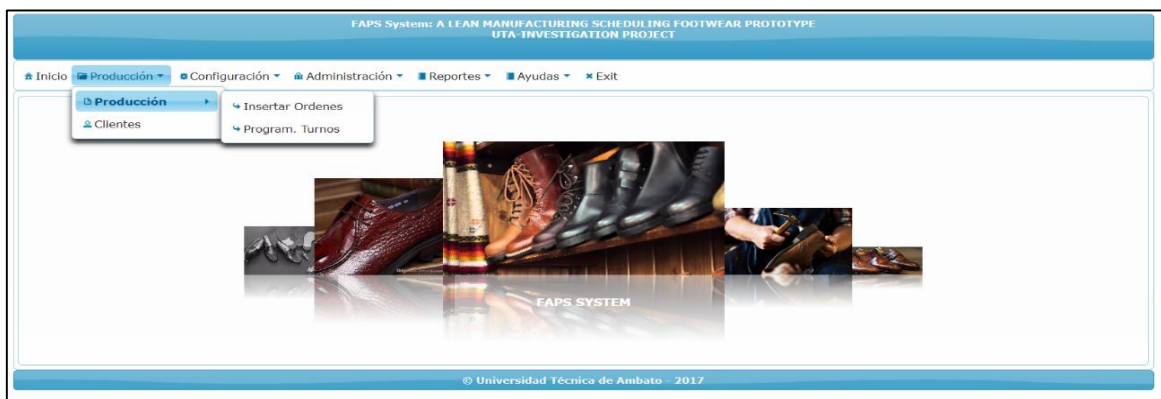 FAPS System: A LEAN MANUFACTURING SCHEDULING FOOTWEAR PROTOTYPE
UTA-INVESTIGATION PROJECT
Inicio Producción Configuración Administración Reportes Ayudas Exit
Producción
Clientes
Insertar Ordenes
Program. Turnos
FAPS SYSTEM
© Universidad Técnica de Ambato - 2017